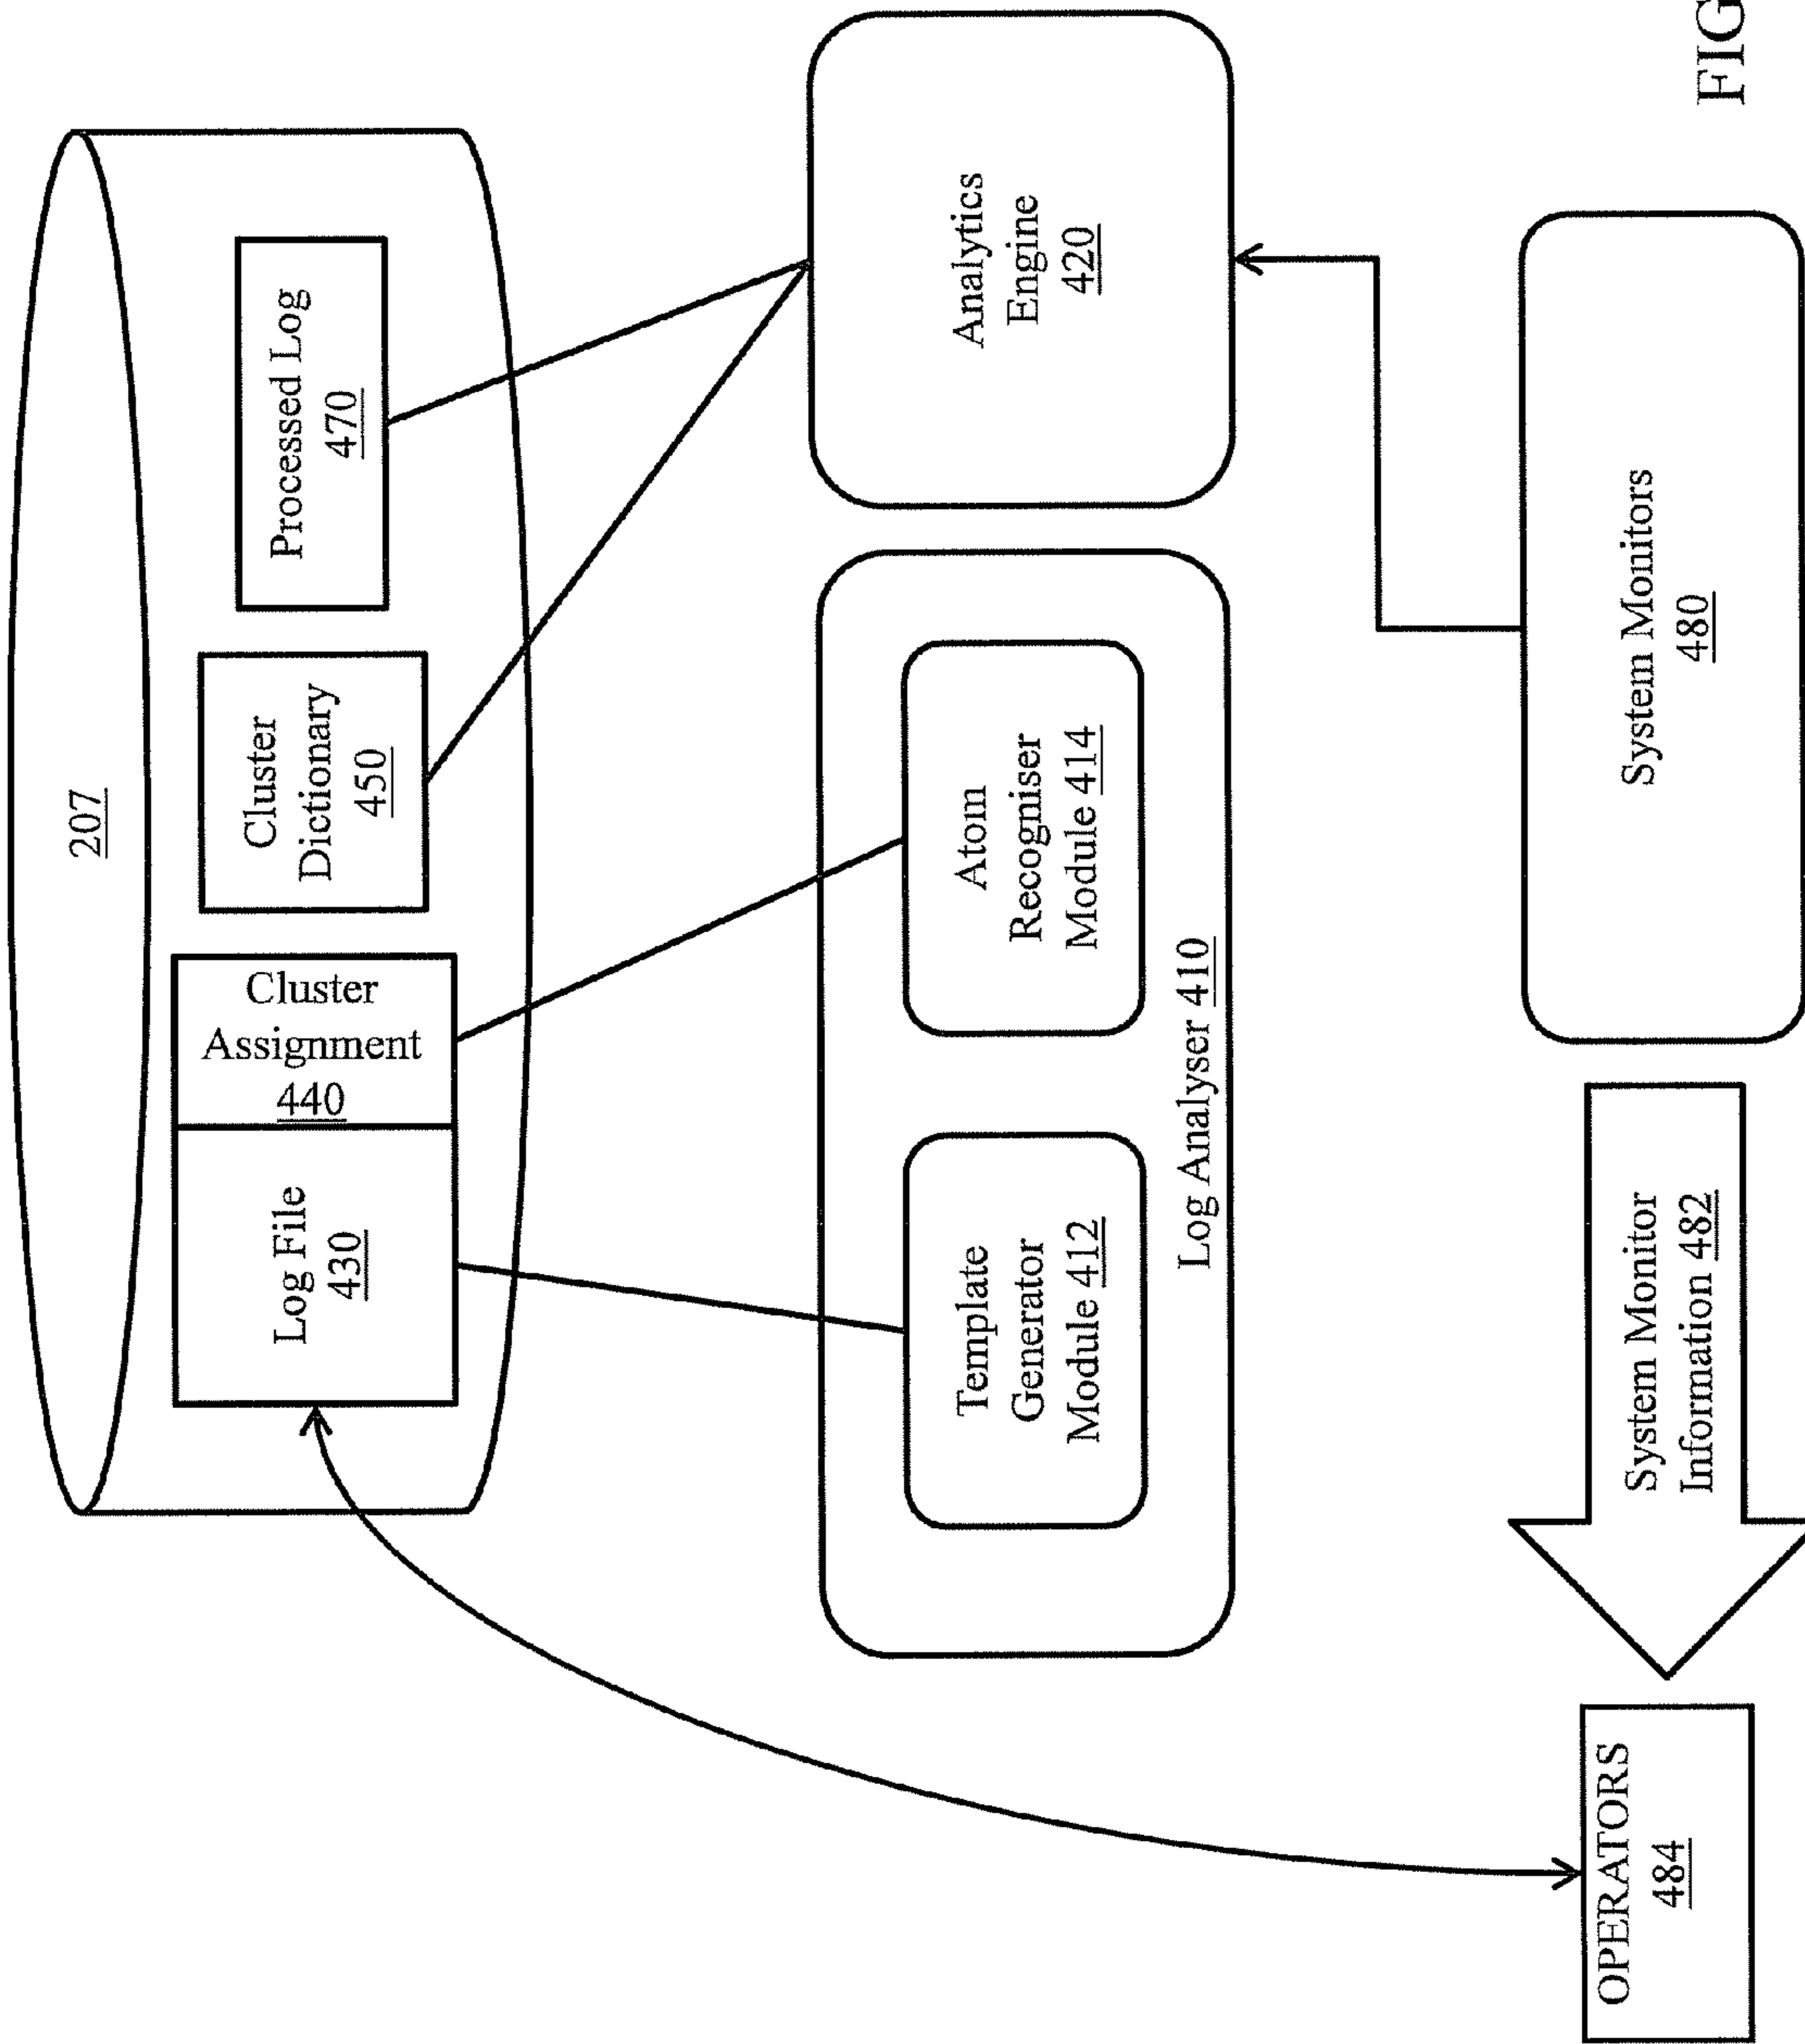 207
Log File
430
Cluster
Assignment
440
Cluster
Dictionary
450
Processed Log
470
Template
Generator
Module 412
Atom
Recogniser
Module 414
Log Analyser 410
Analytics
Engine
420
OPERATORS
484
System Monitor
Information 482
System Monitors
480
FIG